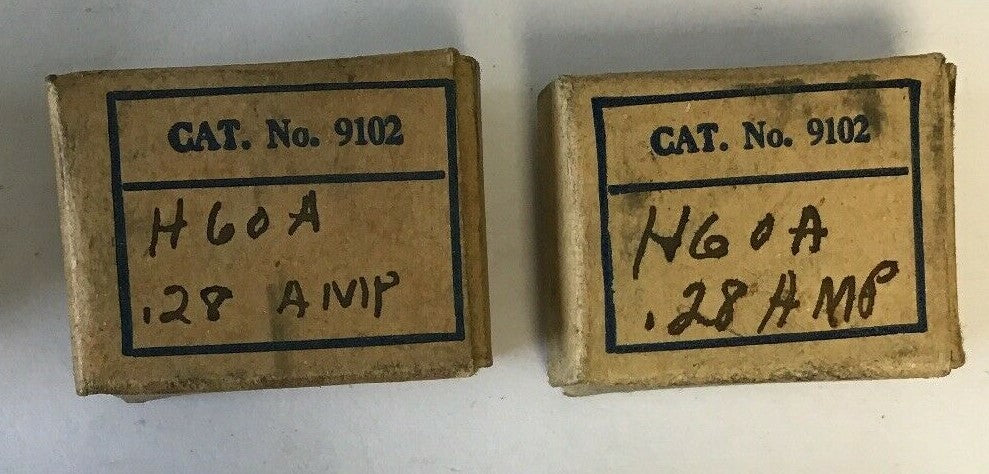 CAT. No. 9102
H60A
.28 AMP
CAT. No. 9102
H60A
.28 AMP